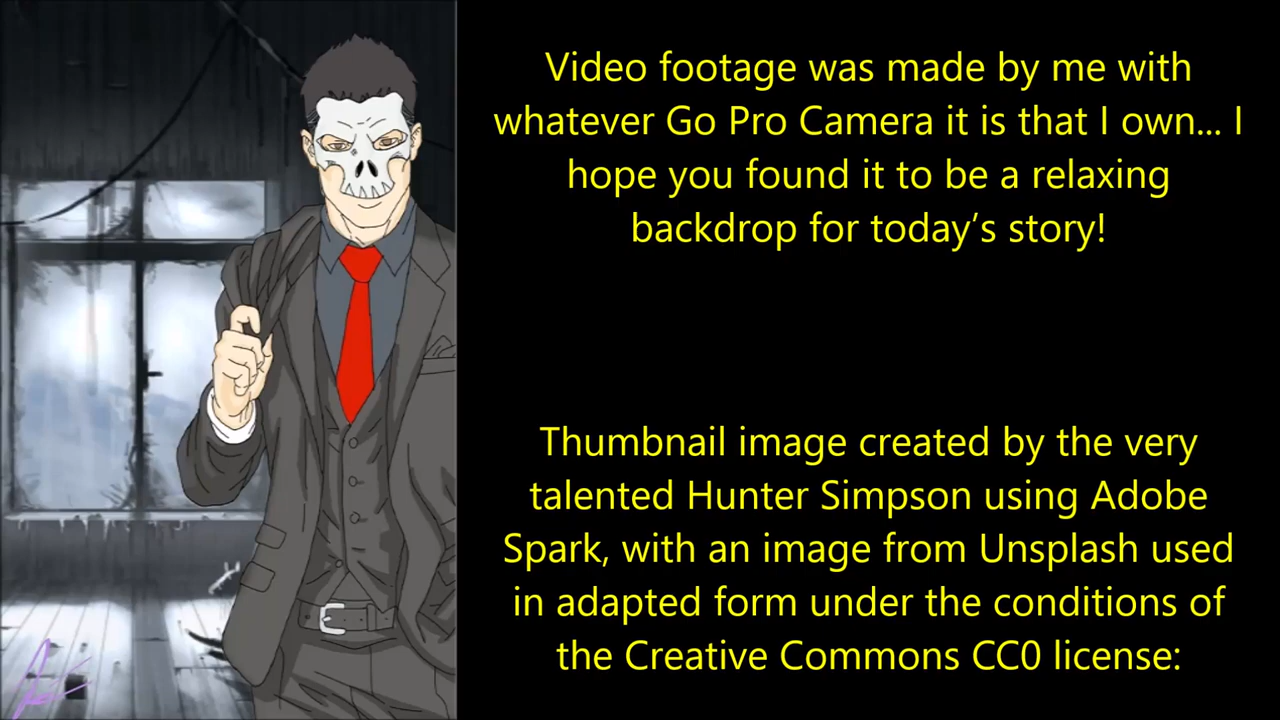 Video footage was made by me with
whatever Go Pro Camera it is that I own... I
hope you found it to be a relaxing
backdrop for today’s story!
Thumbnail image created by the very
talented Hunter Simpson using Adobe
Spark, with an image from Unsplash used
in adapted form under the conditions of
the Creative Commons CC0 license: